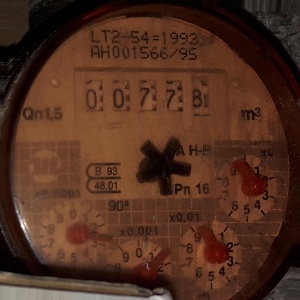 LT2-54=1993
AH001566/95
0 0 7 7 8
Qn1,5
m³
B 93
48.01
A H-B
Pn 16
90°
x0.0001
x0.001
x0,01